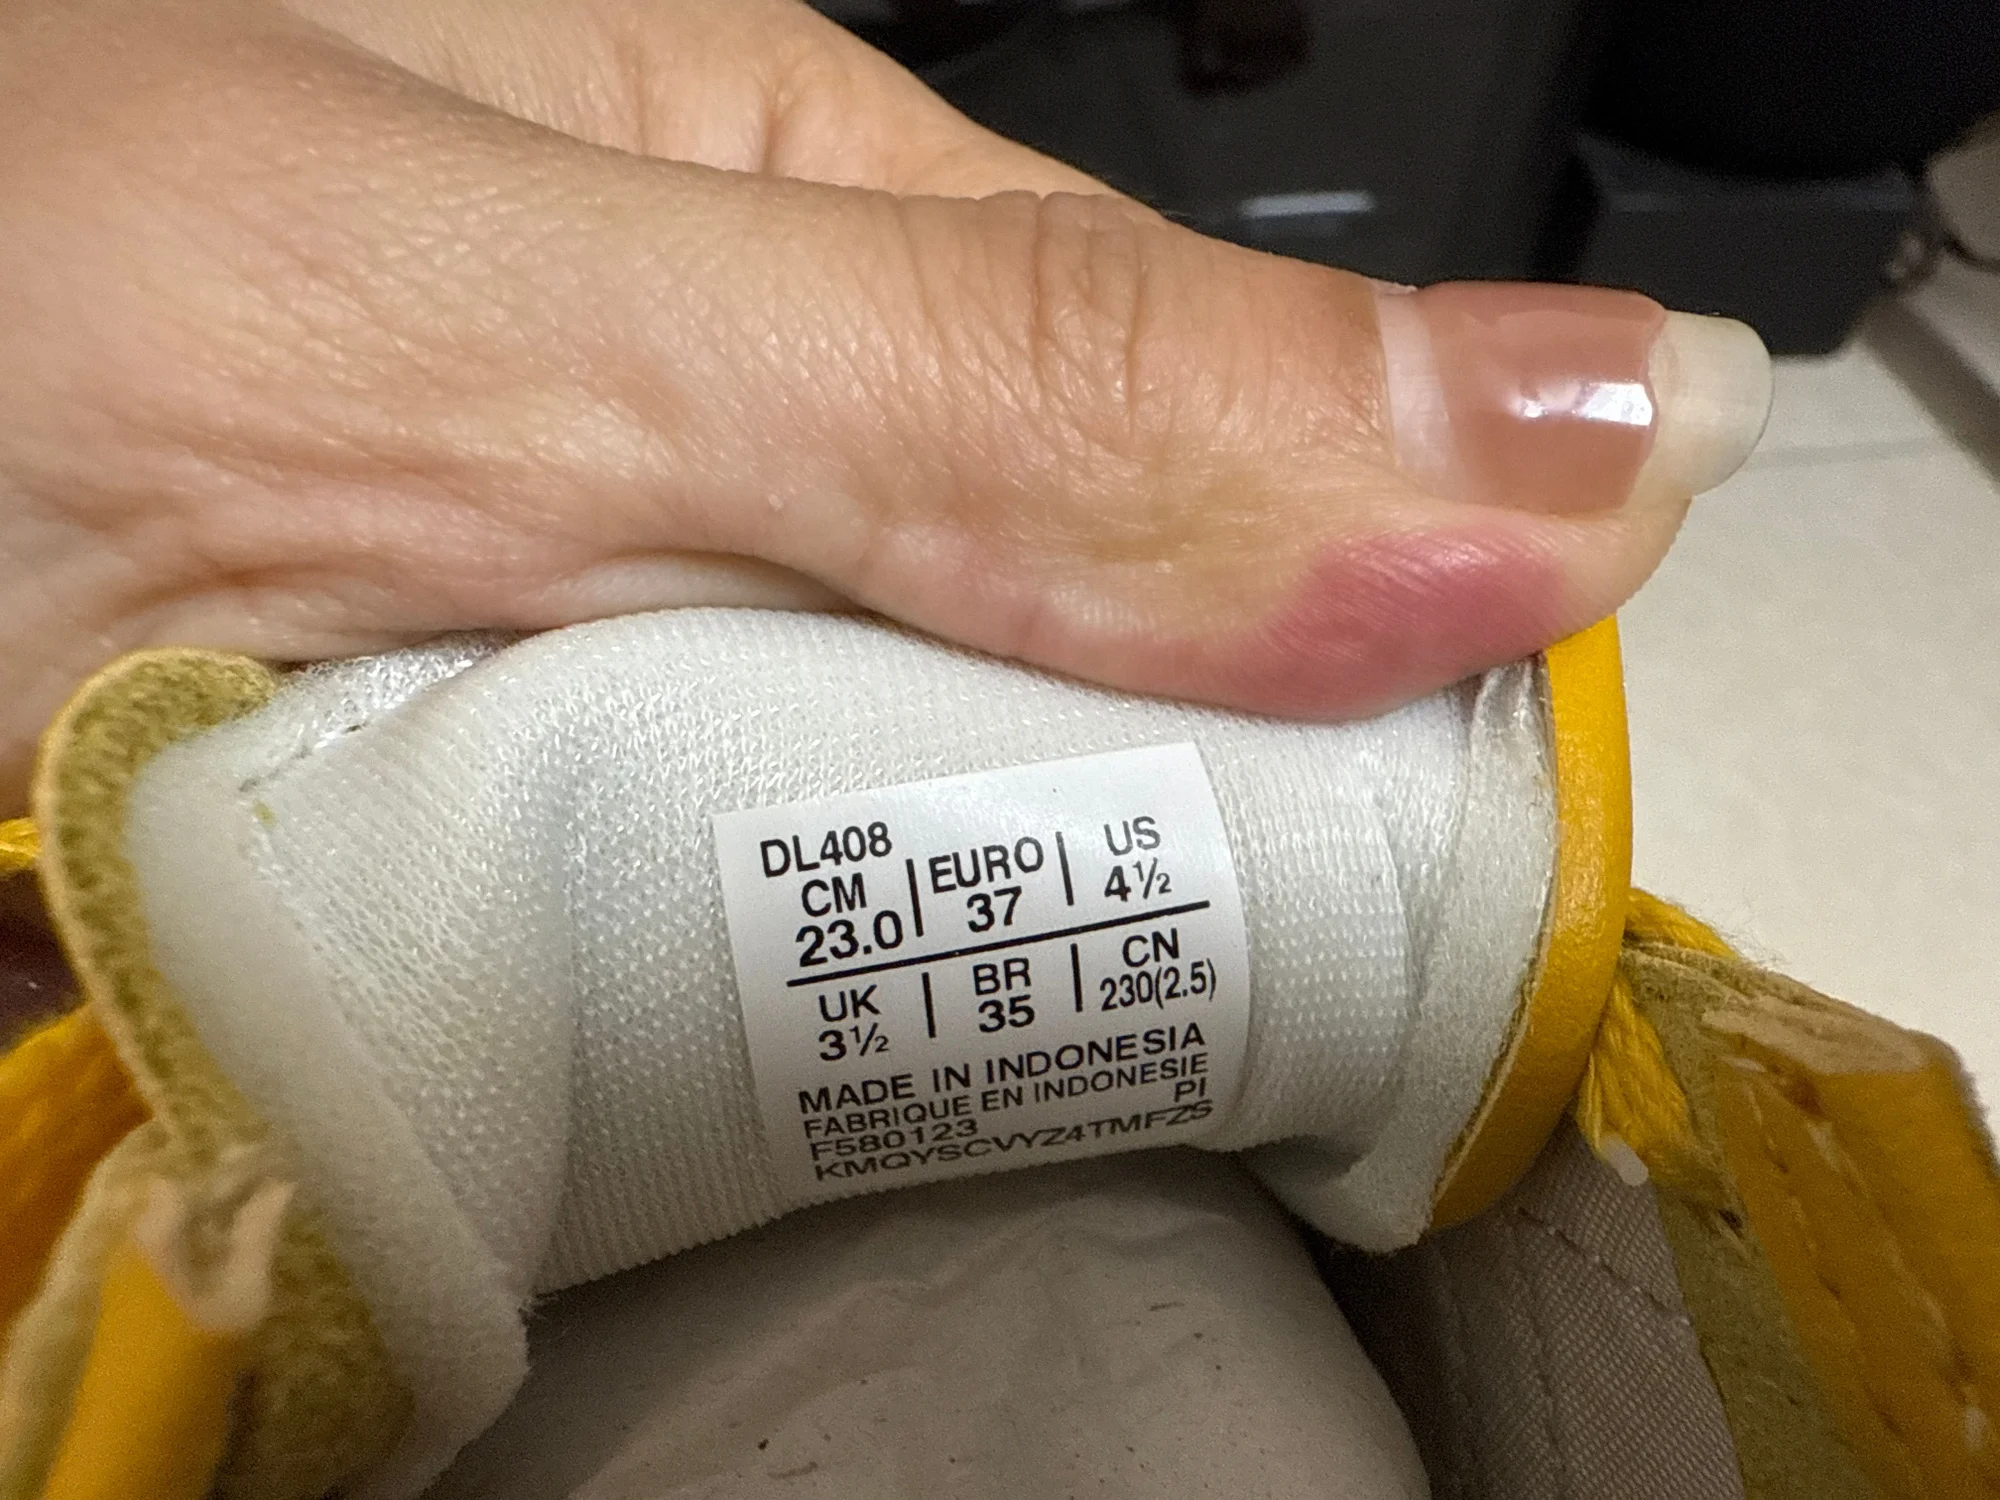 DL408
CM | EURO | US
23.0 | 37 | 4½
UK | BR | CN
3½ | 35 | 230(2.5)
MADE IN INDONESIA
FABRIQUE EN INDONESIE
PI
F580123
KMQYSCVYZ4TMFZS